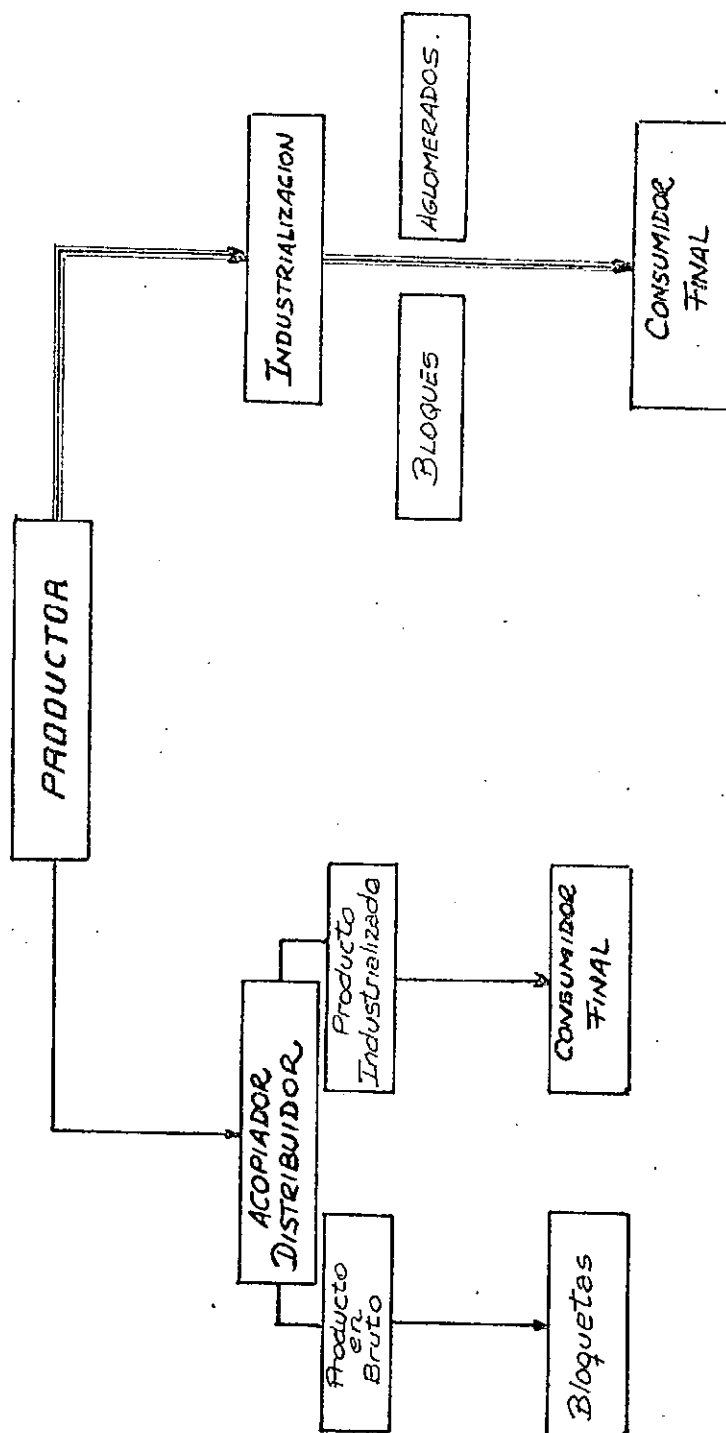 PRODUCTOR
ACOPIADOR
DISTRIBUIDOR
INDUSTRIALIZACION
Producto
en
Bruto
Producto
Industrializado
BLOQUES
AGLOMERADOS.
Bloquetas
CONSUMIDOR
FINAL
CONSUMIDOR
FINAL